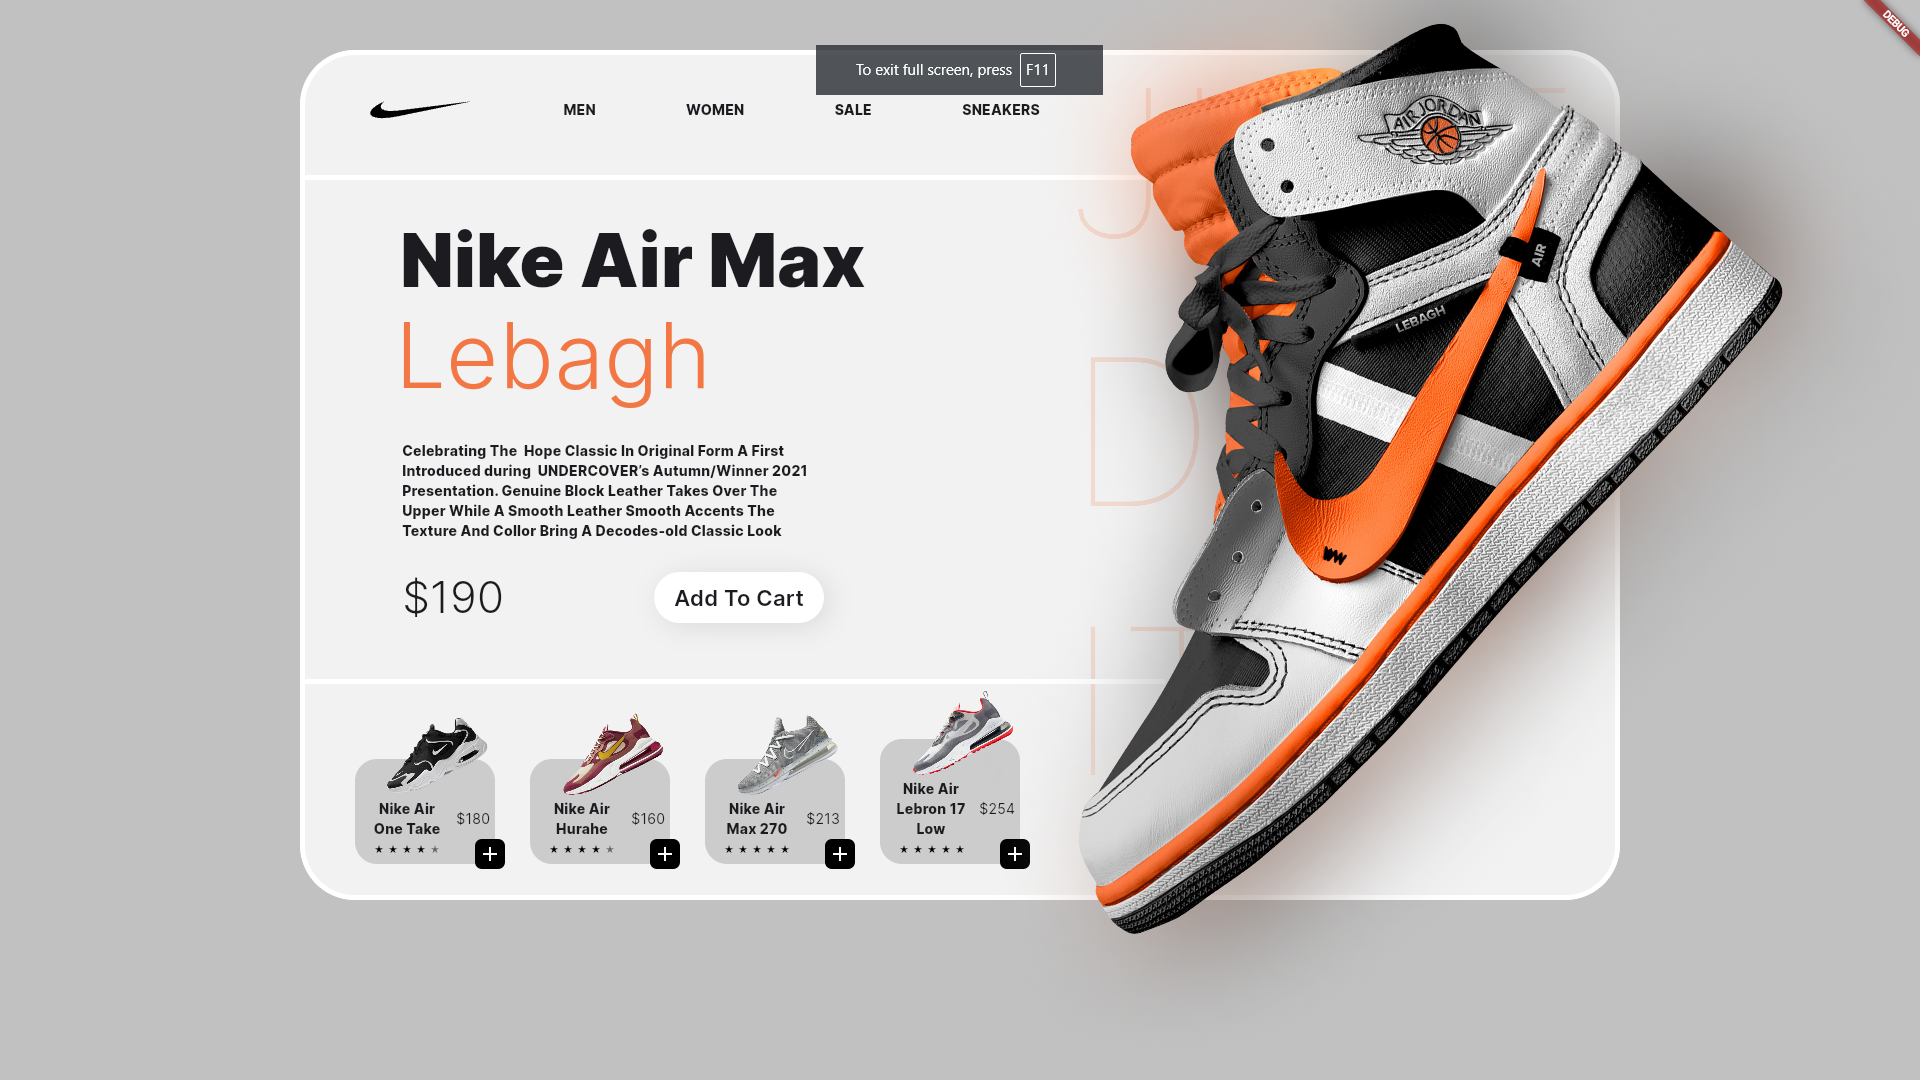 DEBUG
To exit full screen, press F11
MEN WOMEN SALE SNEAKERS
AIR JORDAN
Nike Air Max
AIR
LEBAGH
Lebagh
Celebrating The  Hope Classic In Original Form A First
Introduced during  UNDERCOVER's Autumn/Winner 2021
Presentation. Genuine Block Leather Takes Over The
Upper While A Smooth Leather Smooth Accents The
Texture And Collor Bring A Decodes-old Classic Look
$190
Add To Cart
Nike Air
One Take
$180
Nike Air
Hurahe
$160
Nike Air
Max 270
$213
Nike Air
Lebron 17
Low
$254